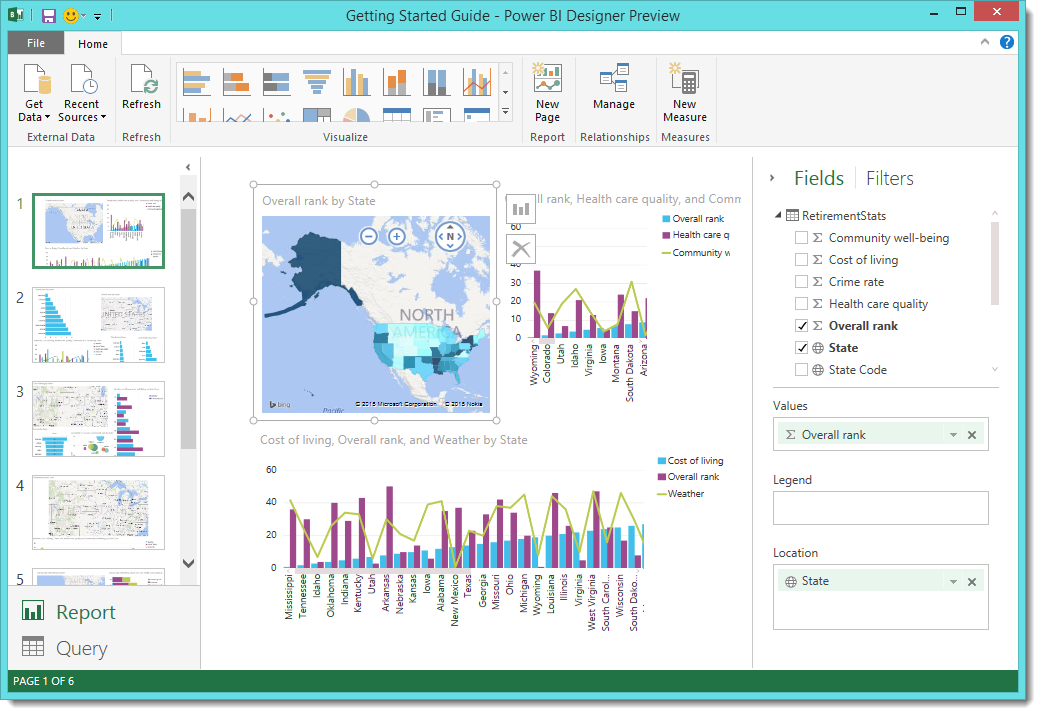 Getting Started Guide - Power BI Designer Preview
File
Home
Get Data
Recent Sources
Refresh
New Page
Manage
New Measure
External Data
Refresh
Visualize
Report
Relationships
Measures
1
2
3
4
5
Overall rank by State
NORTH AMERICA
N
bing
Pacific
© 2015 Microsoft Corporation
© 2015 Nokia
ll rank, Health care quality, and Comm
Overall rank
Health care q
Community w
60
40
30
20
10
0
Wyoming
Colorado
Utah
Idaho
Virginia
Iowa
Montana
South Dakota
Arizona
Cost of living, Overall rank, and Weather by State
Cost of living
Overall rank
Weather
60
40
20
0
Mississippi
Tennessee
Idaho
Oklahoma
Indiana
Kentucky
Utah
Arkansas
Nebraska
Kansas
Iowa
Alabama
New Mexico
Texas
Georgia
Missouri
Ohio
Michigan
Wyoming
Louisiana
Illinois
Virginia
West Virginia
South Carol...
Wisconsin
South Dako...
Fields
Filters
RetirementStats
Community well-being
Cost of living
Crime rate
Health care quality
Overall rank
State
State Code
Values
Overall rank
Legend
Location
State
Report
Query
PAGE 1 OF 6